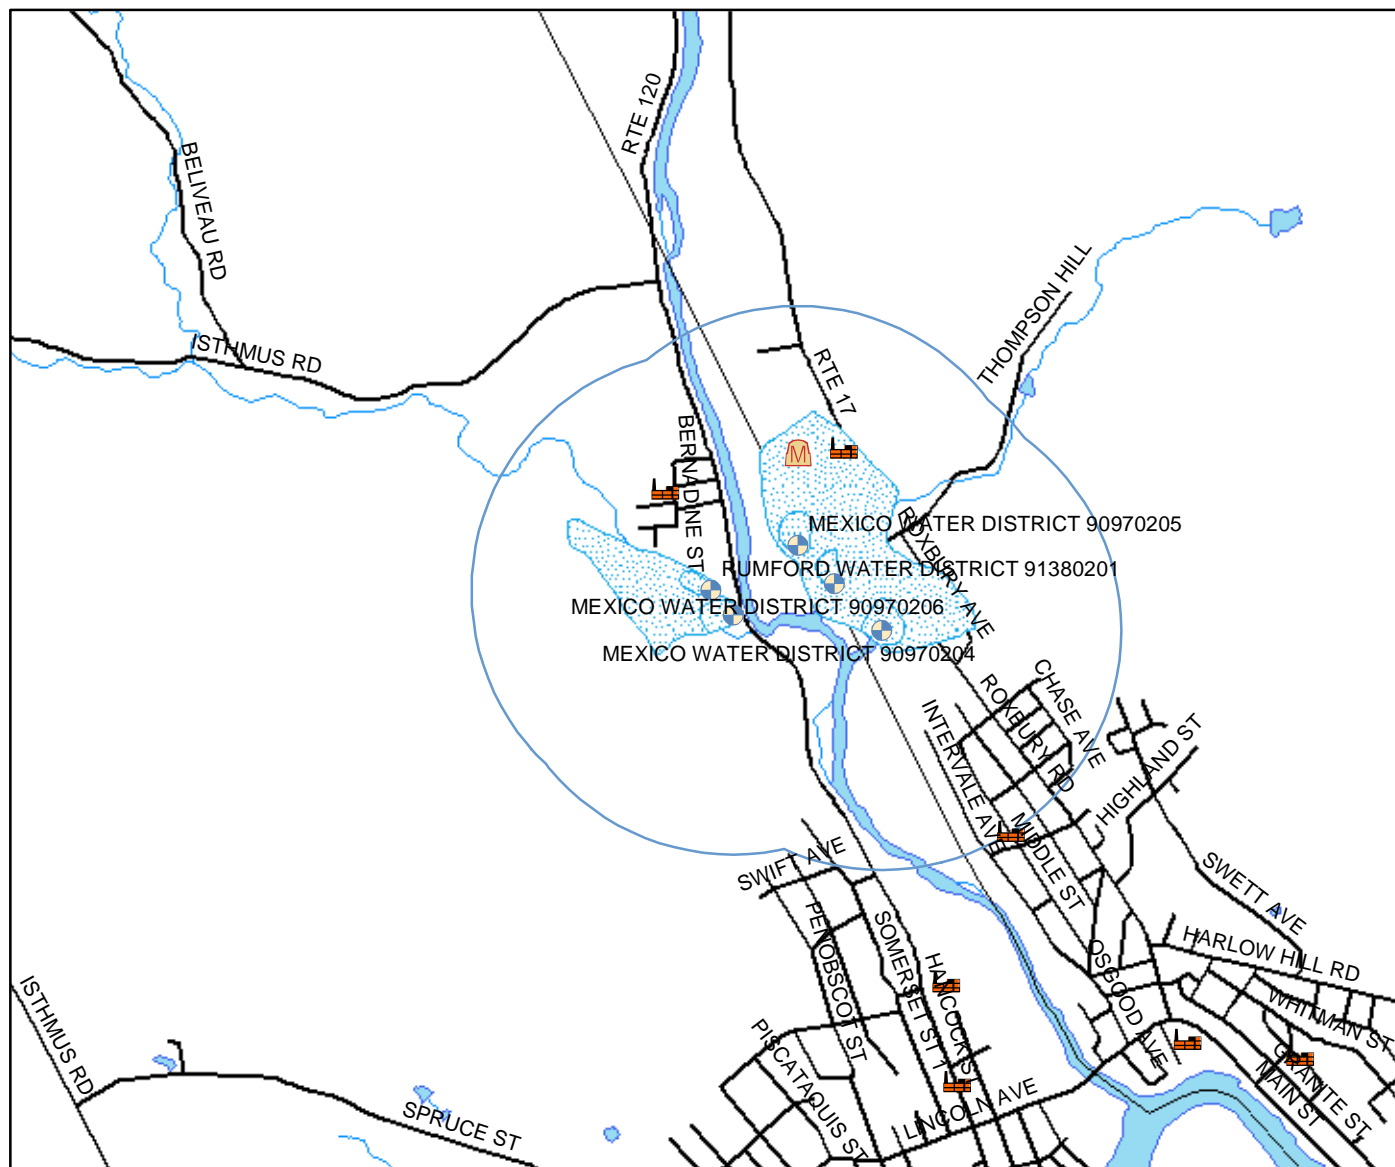 RTE 120
BELIVEAU RD
ISTHMUS RD
THOMPSON HILL
RTE 17
M
BERNADINE ST
MEXICO WATER DISTRICT 90970205
ROXBURY AVE
RUMFORD WATER DISTRICT 91380201
MEXICO WATER DISTRICT 90970206
MEXICO WATER DISTRICT 90970204
CHASE AVE
ROXBURY RD
INTERVALE AVE
HIGHLAND ST
MIDDLE ST
SWIFT AVE
SWETT AVE
PENOBSCOT ST
SOMERSET ST 1
HANCOCK ST
OSGOOD AVE
HARLOW HILL RD
WHITMAN ST
ISTHMUS RD
PISCATAQUIS ST
GRANITE ST
MAIN ST
LINCOLN AVE
SPRUCE ST